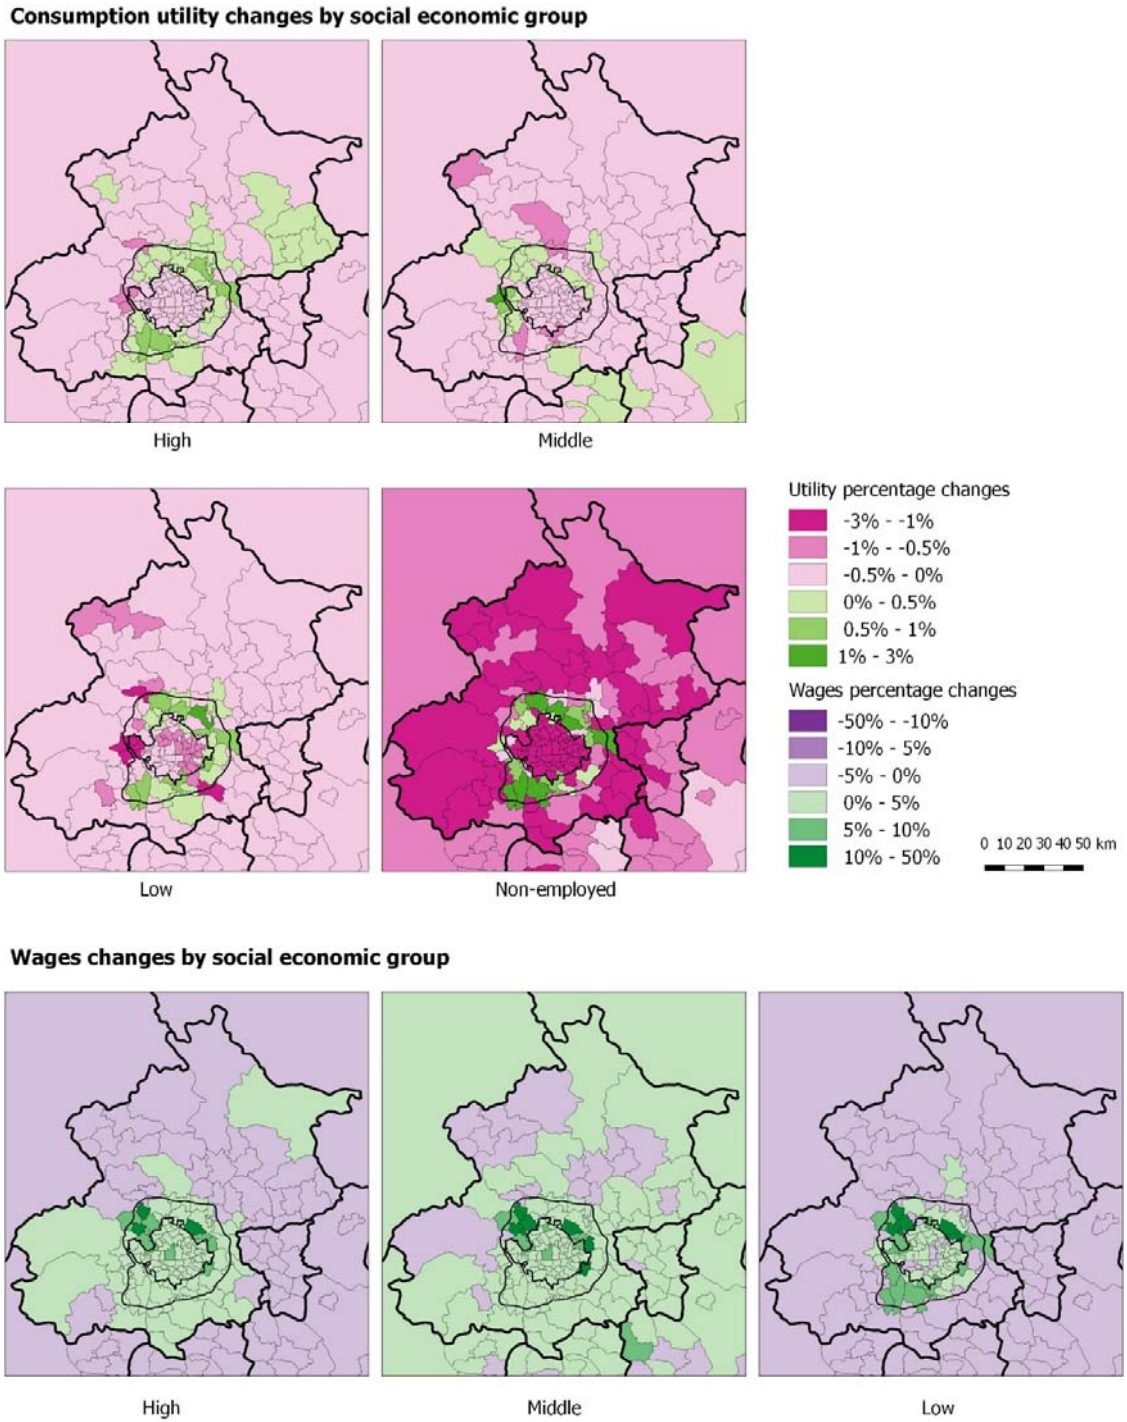 Consumption utility changes by social economic group
High
Middle
Utility percentage changes
-3% - -1%
-1% - -0.5%
-0.5% - 0%
0% - 0.5%
0.5% - 1%
1% - 3%
Wages percentage changes
-50% - -10%
-10% - 5%
-5% - 0%
0% - 5%
5% - 10%
10% - 50%
0 10 20 30 40 50 km
Low
Non-employed
Wages changes by social economic group
High
Middle
Low